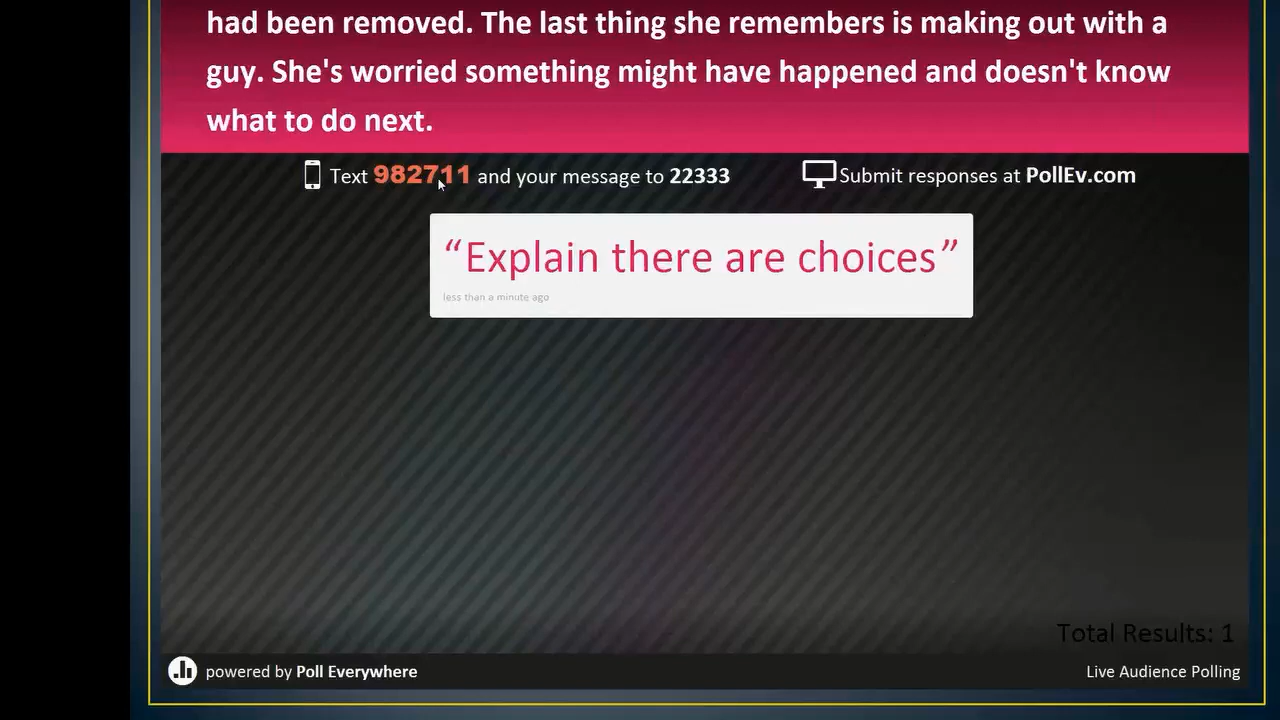 had been removed. The last thing she remembers is making out with a
guy. She's worried something might have happened and doesn't know
what to do next.
Text 982711 and your message to 22333 Submit responses at PollEv.com
“Explain there are choices”
less than a minute ago
Total Results: 1
powered by Poll Everywhere Live Audience Polling